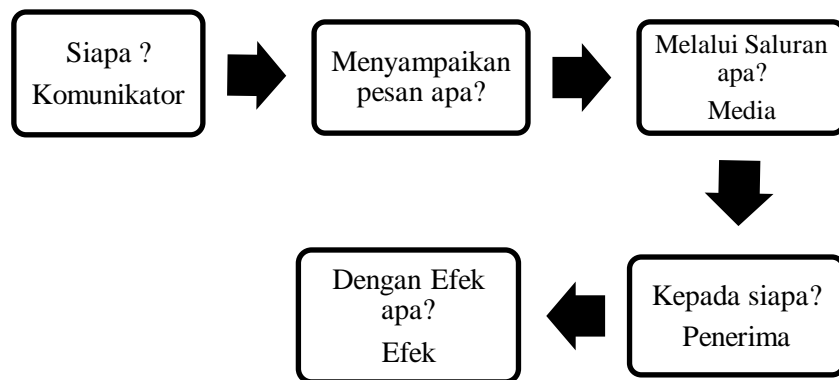 Siapa ?
Komunikator
Menyampaikan
pesan apa?
Melalui Saluran
apa?
Media
Kepada siapa?
Penerima
Dengan Efek
apa?
Efek